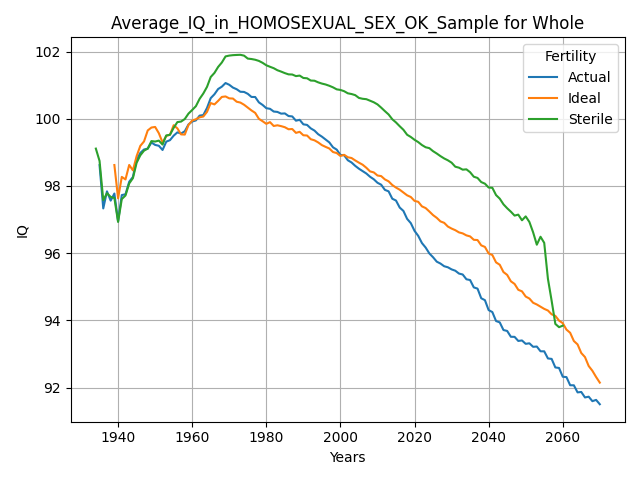 Average_IQ_in_HOMOSEXUAL_SEX_OK_Sample for Whole
IQ
102
100
98
96
94
92
Fertility
Actual
Ideal
Sterile
1940
1960
1980
2000
2020
2040
2060
Years